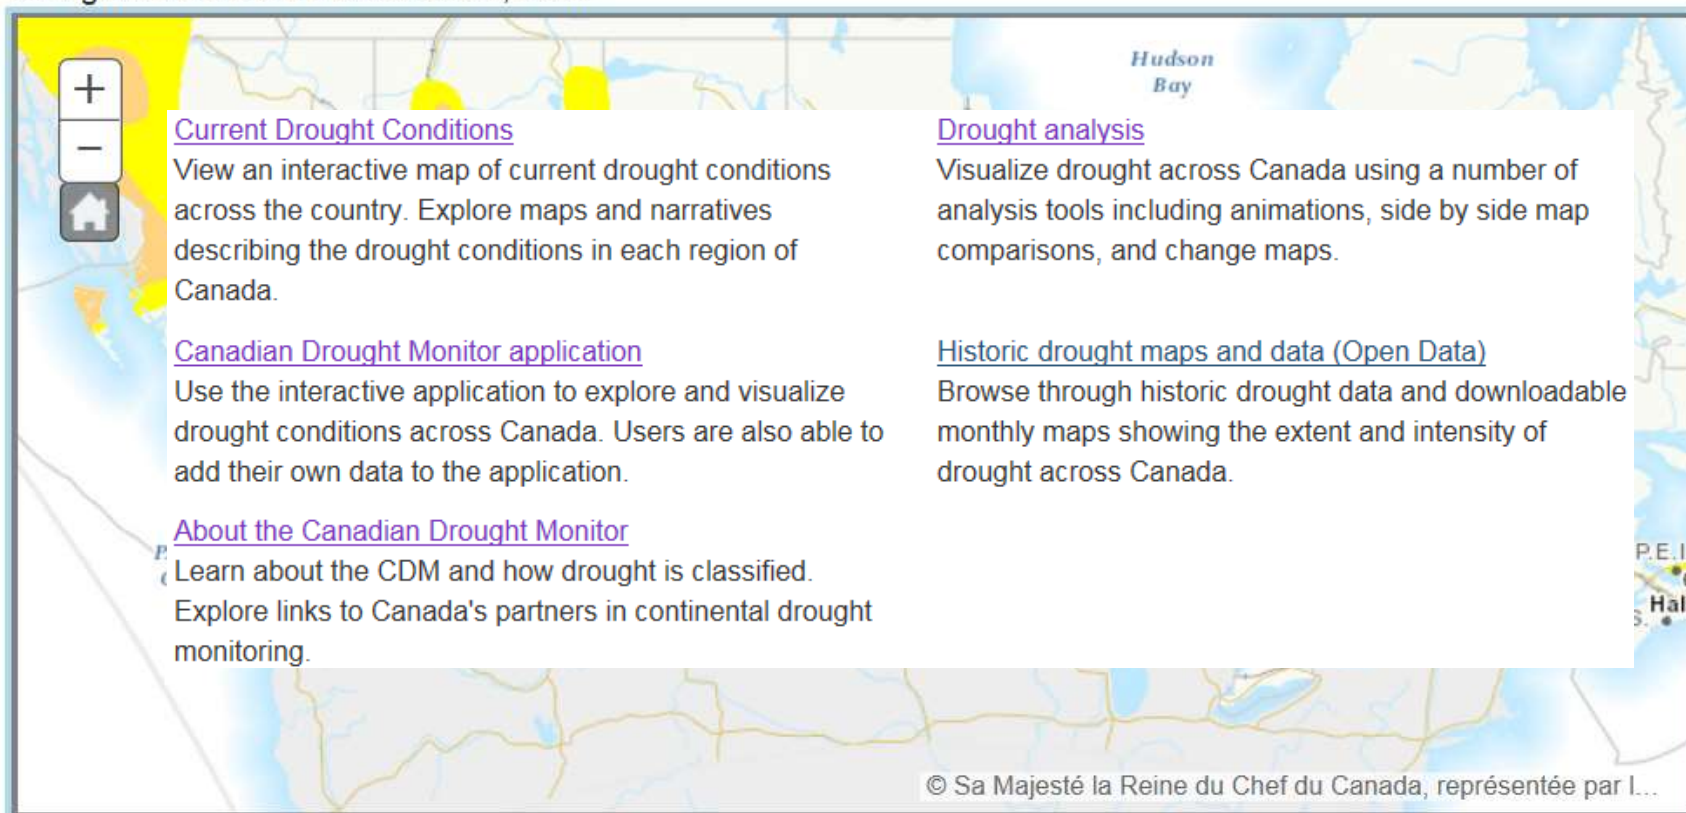 Hudson
Bay
Current Drought Conditions
View an interactive map of current drought conditions
across the country. Explore maps and narratives
describing the drought conditions in each region of
Canada.
Canadian Drought Monitor application
Use the interactive application to explore and visualize
drought conditions across Canada. Users are also able to
add their own data to the application.
About the Canadian Drought Monitor
Learn about the CDM and how drought is classified.
Explore links to Canada's partners in continental drought
monitoring.
Drought analysis
Visualize drought across Canada using a number of
analysis tools including animations, side by side map
comparisons, and change maps.
Historic drought maps and data (Open Data)
Browse through historic drought data and downloadable
monthly maps showing the extent and intensity of
drought across Canada.
P.E.I
Hal
© Sa Majesté la Reine du Chef du Canada, représentée par l...